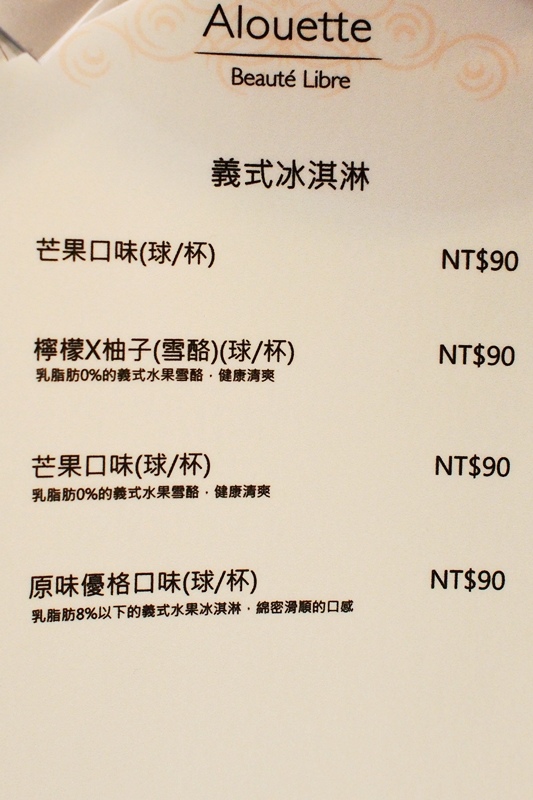 Alouette
Beauté Libre
義式冰淇淋
芒果口味(球/杯) NT$90
檸檬X柚子(雪酪)(球/杯) NT$90
乳脂肪0%的義式水果雪酪，健康清爽
芒果口味(球/杯) NT$90
乳脂肪0%的義式水果雪酪，健康清爽
原味優格口味(球/杯) NT$90
乳脂肪8%以下的義式水果冰淇淋，綿密滑順的口感